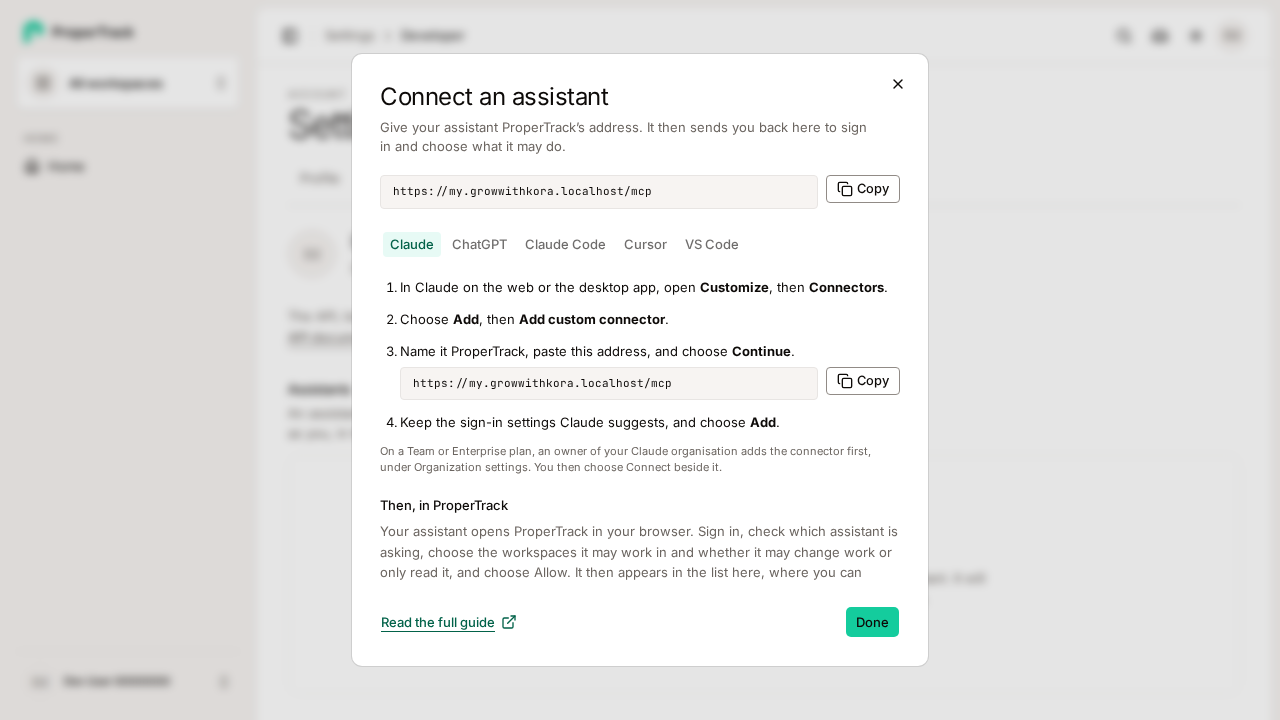 ProperTrack
Settings
Developer
All workspaces
HOME
Home
Profile
Connect an assistant
Give your assistant ProperTrack’s address. It then sends you back here to sign
in and choose what it may do.
https://my.growwithkora.localhost/mcp
Copy
Claude ChatGPT Claude Code Cursor VS Code
1. In Claude on the web or the desktop app, open Customize, then Connectors.
2. Choose Add, then Add custom connector.
3. Name it ProperTrack, paste this address, and choose Continue.
https://my.growwithkora.localhost/mcp
Copy
4. Keep the sign-in settings Claude suggests, and choose Add.
On a Team or Enterprise plan, an owner of your Claude organisation adds the connector first,
under Organization settings. You then choose Connect beside it.
Then, in ProperTrack
Your assistant opens ProperTrack in your browser. Sign in, check which assistant is
asking, choose the workspaces it may work in and whether it may change work or
only read it, and choose Allow. It then appears in the list here, where you can
Read the full guide
Done